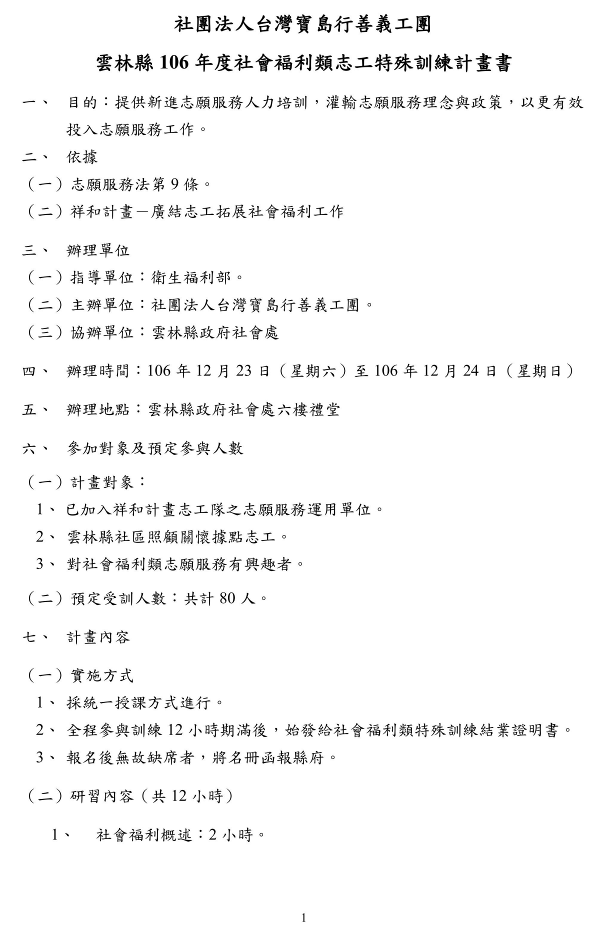 社團法人台灣寶島行善義工團
雲林縣 106 年度社會福利類志工特殊訓練計畫書
一、 目的：提供新進志願服務人力培訓，灌輸志願服務理念與政策，以更有效
投入志願服務工作。
二、 依據
（一）志願服務法第 9 條。
（二）祥和計畫－廣結志工拓展社會福利工作
三、 辦理單位
（一）指導單位：衛生福利部。
（二）主辦單位：社團法人台灣寶島行善義工團。
（三）協辦單位：雲林縣政府社會處
四、 辦理時間：106 年 12 月 23 日（星期六）至 106 年 12 月 24 日（星期日）
五、 辦理地點：雲林縣政府社會處六樓禮堂
六、 參加對象及預定參與人數
（一）計畫對象：
1、 已加入祥和計畫志工隊之志願服務運用單位。
2、 雲林縣社區照顧關懷據點志工。
3、 對社會福利類志願服務有興趣者。
（二）預定受訓人數：共計 80 人。
七、 計畫內容
（一）實施方式
1、 採統一授課方式進行。
2、 全程參與訓練 12 小時期滿後，始發給社會福利類特殊訓練結業證明書。
3、 報名後無故缺席者，將名冊函報縣府。
（二）研習內容（共 12 小時）
1、 社會福利概述：2 小時。
1